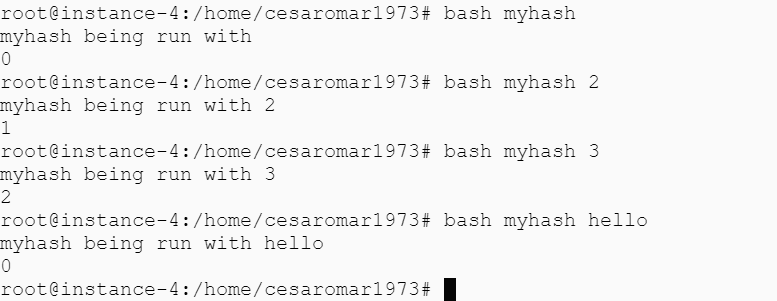 root@instance-4:/home/cesaromar1973# bash myhash
myhash being run with
0
root@instance-4:/home/cesaromar1973# bash myhash 2
myhash being run with 2
1
root@instance-4:/home/cesaromar1973# bash myhash 3
myhash being run with 3
2
root@instance-4:/home/cesaromar1973# bash myhash hello
myhash being run with hello
0
root@instance-4:/home/cesaromar1973#